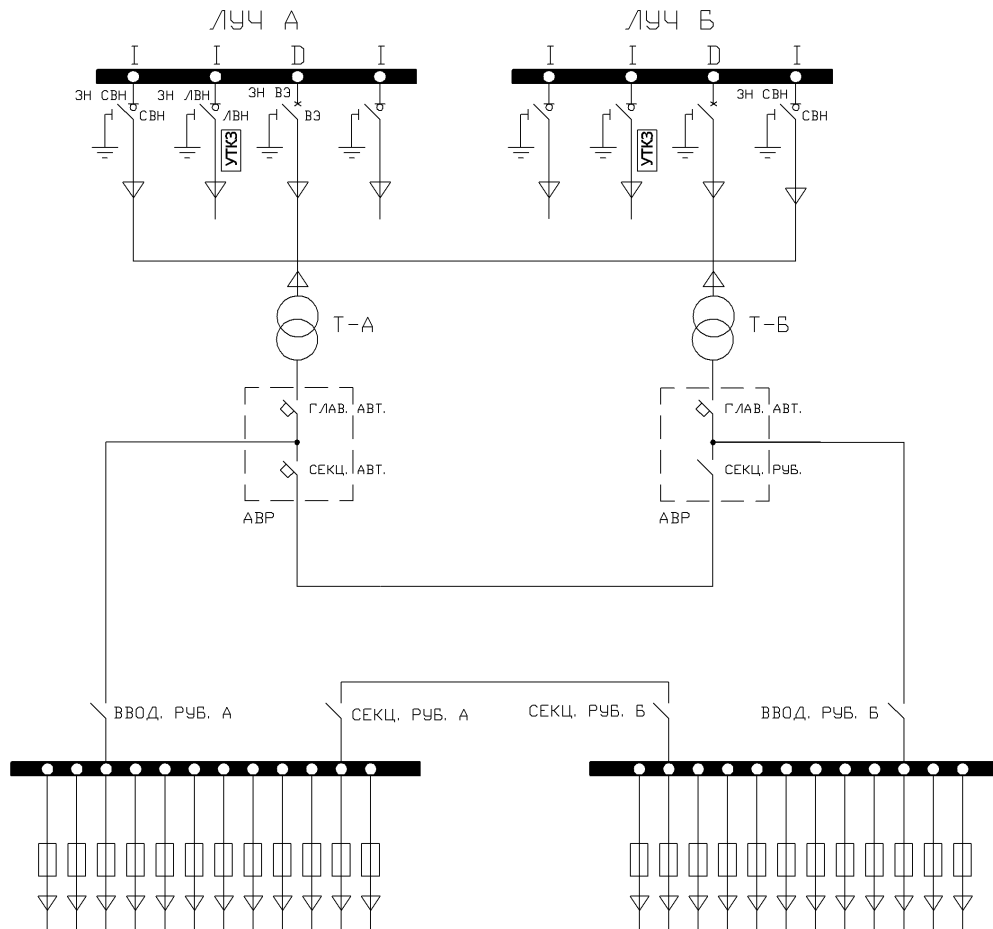 ЛУЧ А
ЛУЧ Б
I I D I
I I D I
ЗН СВН
ЗН ЛВН
ЗН ВЭ
ЗН СВН
СВН
ЛВН
ВЭ
СВН
УТКЗ
УТКЗ
Т-А
Т-Б
ГЛАВ. АВТ.
ГЛАВ. АВТ.
СЕКЦ. АВТ.
СЕКЦ. РУБ.
АВР
АВР
ВВОД. РУБ. А
СЕКЦ. РУБ. А
СЕКЦ. РУБ. Б
ВВОД. РУБ. Б